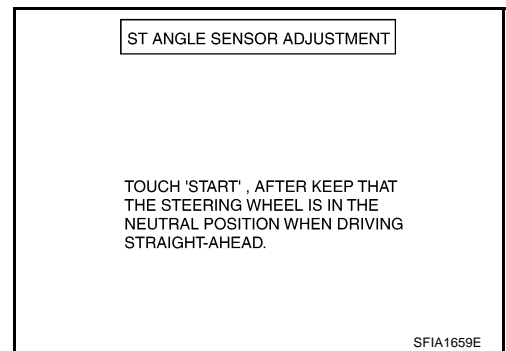 ST ANGLE SENSOR ADJUSTMENT
TOUCH 'START' , AFTER KEEP THAT
THE STEERING WHEEL IS IN THE
NEUTRAL POSITION WHEN DRIVING
STRAIGHT-AHEAD.
SFIA1659E